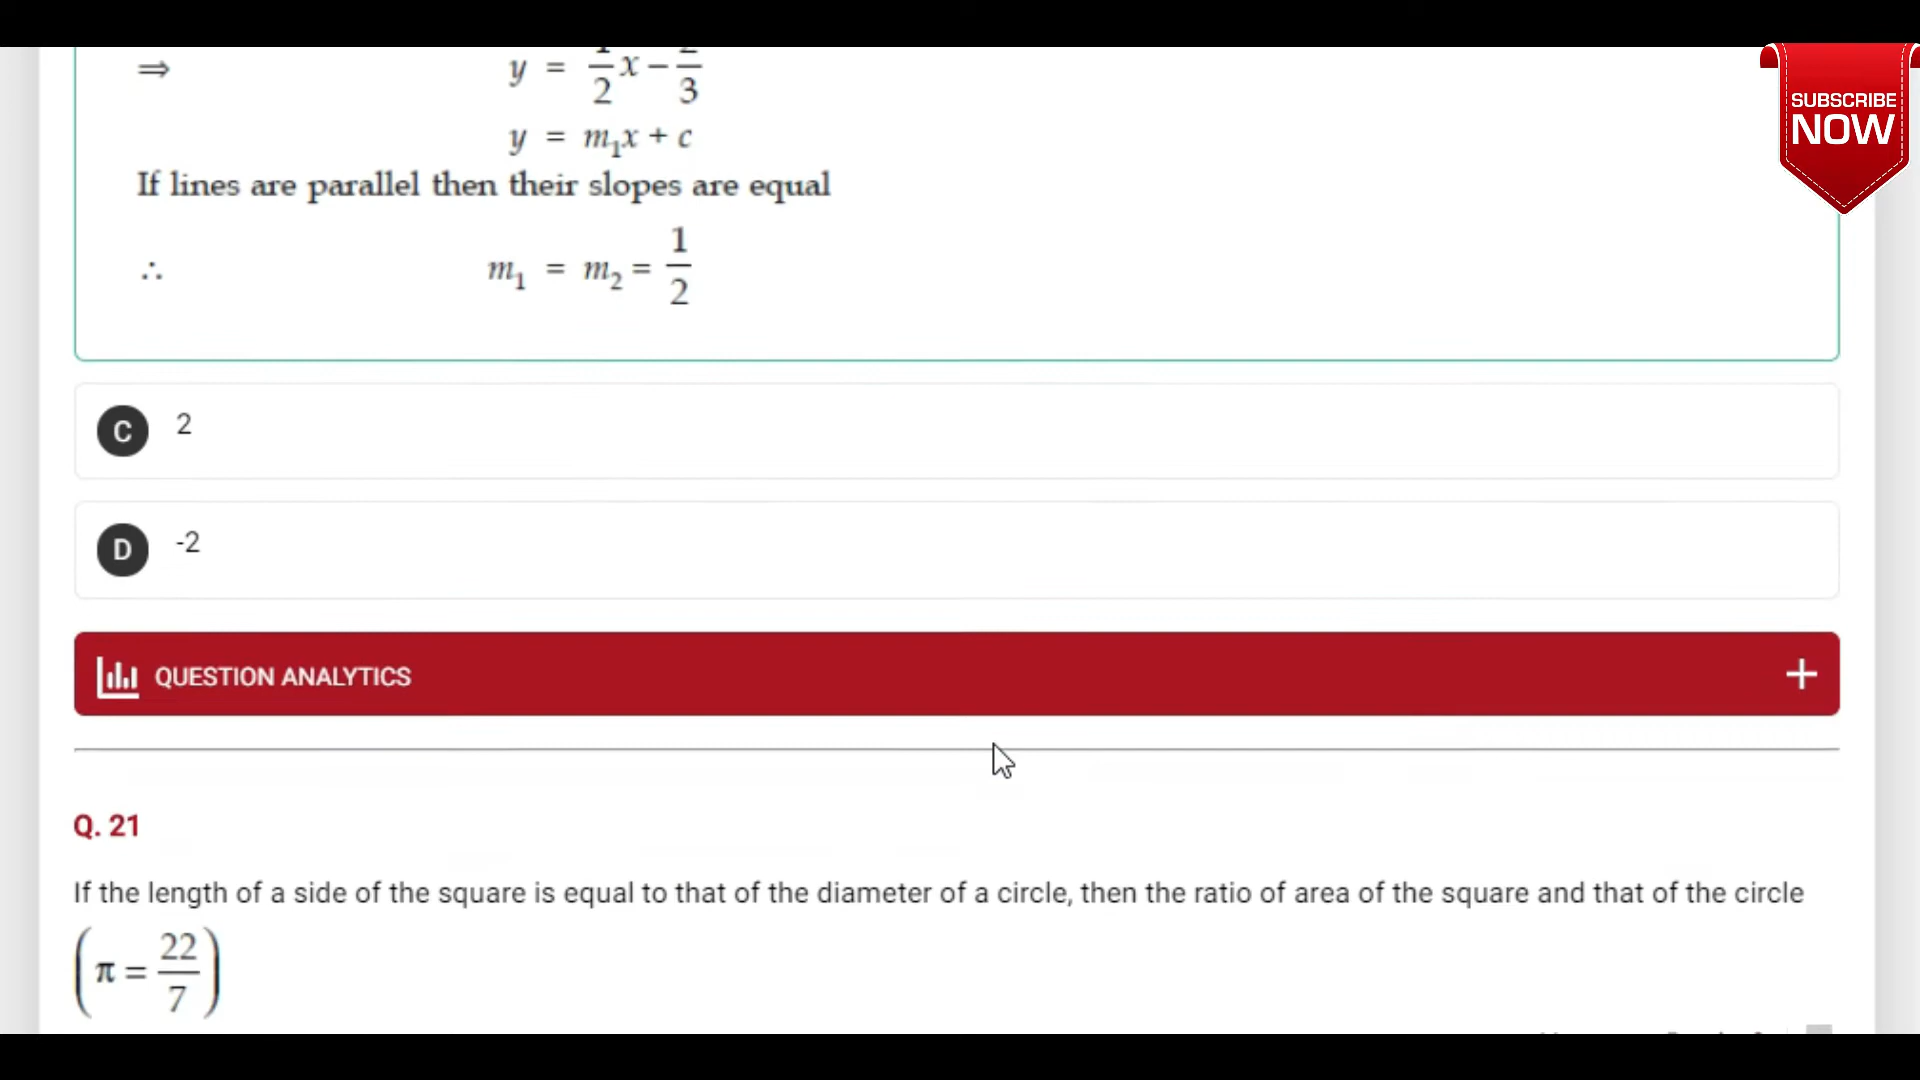 ⇒ y = 1/2 x − 2/3
y = m₁x + c
If lines are parallel then their slopes are equal
∴ m₁ = m₂ = 1/2
C 2
D -2
QUESTION ANALYTICS +
Q. 21
If the length of a side of the square is equal to that of the diameter of a circle, then the ratio of area of the square and that of the circle
(π = 22/7)
SUBSCRIBE
NOW